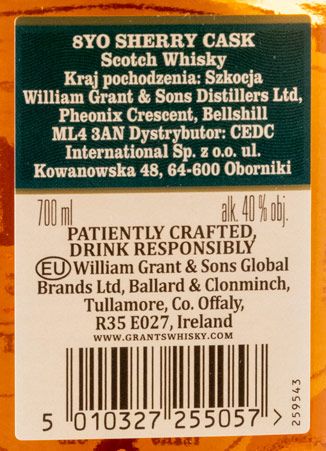 8YO SHERRY CASK
Scotch Whisky
Kraj pochodzenia: Szkocja
William Grant & Sons Distillers Ltd,
Pheonix Crescent, Bellshill
ML4 3AN Dystrybutor: CEDC
International Sp. z o.o. ul.
Kowanowska 48, 64-600 Oborniki
700 ml alk. 40 % obj.
PATIENTLY CRAFTED,
DRINK RESPONSIBLY
EU William Grant & Sons Global
Brands Ltd, Ballard & Clonminch,
Tullamore, Co. Offaly,
R35 E027, Ireland
WWW.GRANTSWHISKY.COM
5 010327 255057 >
259543